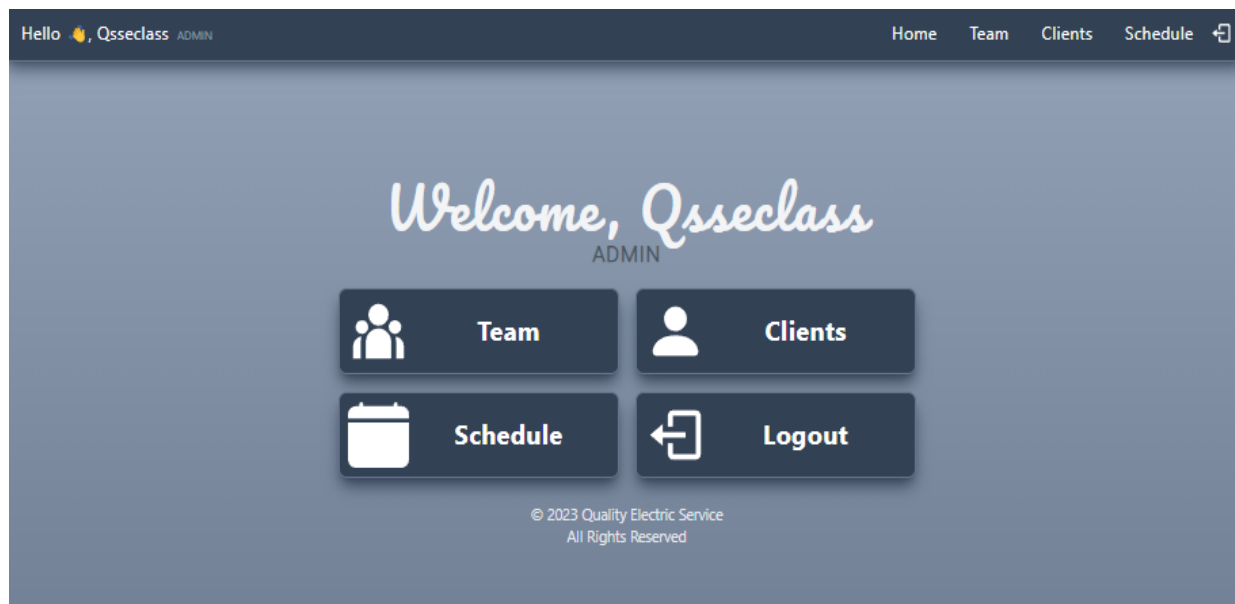 Hello 👋, Qsseclass ADMIN
Home Team Clients Schedule
Welcome, Qsseclass
ADMIN
Team Clients
Schedule Logout
© 2023 Quality Electric Service
All Rights Reserved